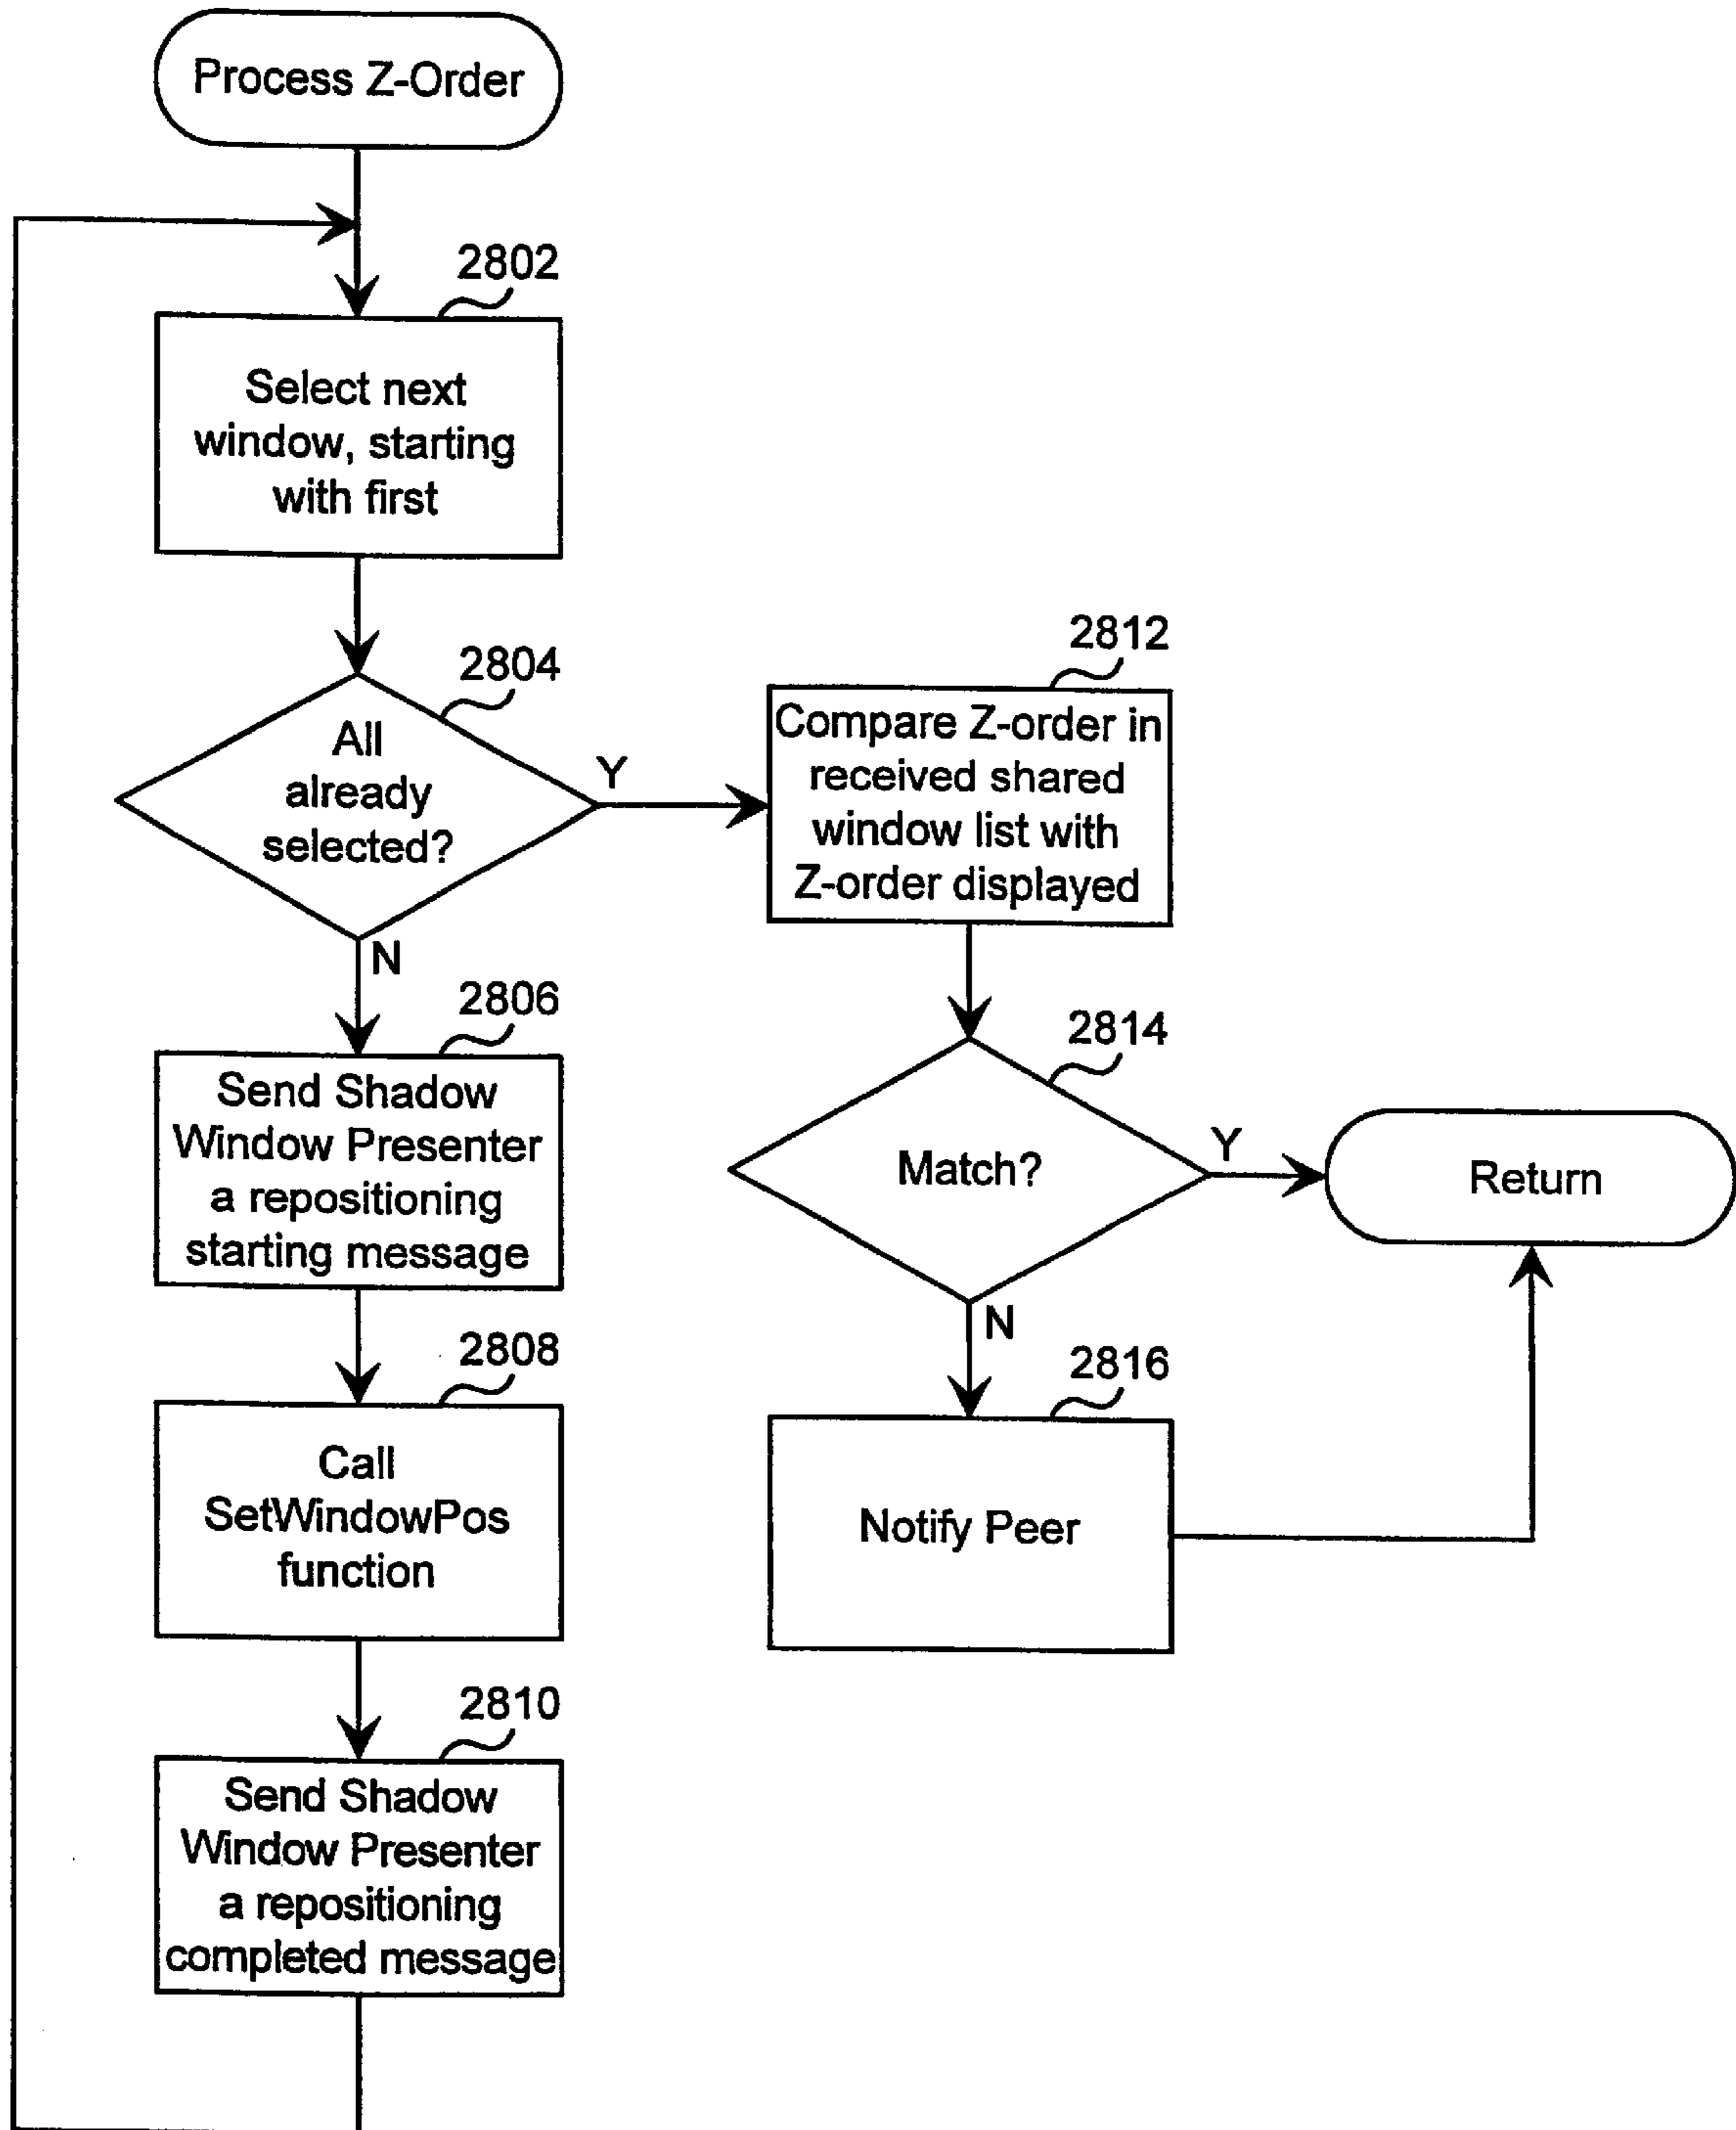 Process Z-Order
2802
Select next
window, starting
with first
2804
All
already
selected?
Y
N
2806
Send Shadow
Window Presenter
a repositioning
starting message
2808
Call
SetWindowPos
function
2810
Send Shadow
Window Presenter
a repositioning
completed message
2812
Compare Z-order in
received shared
window list with
Z-order displayed
2814
Match?
Y
N
Return
2816
Notify Peer